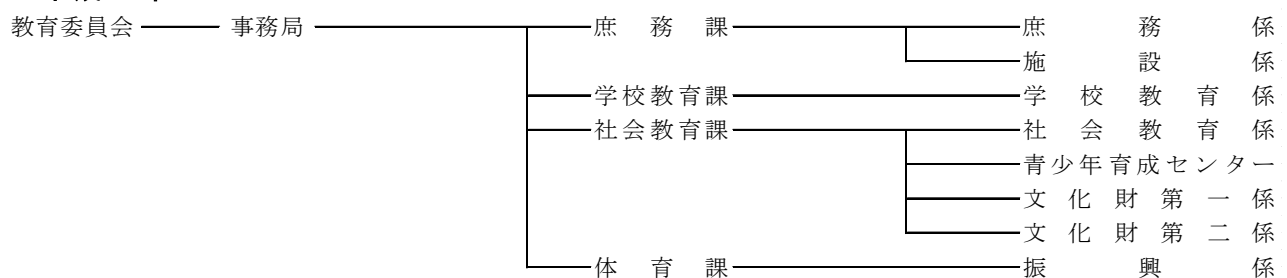 教育委員会 事務局 庶務課 庶務係
施設係
学校教育課 学校教育係
社会教育課 社会教育係
青少年育成センター
文化財第一係
文化財第二係
体育課 振興係